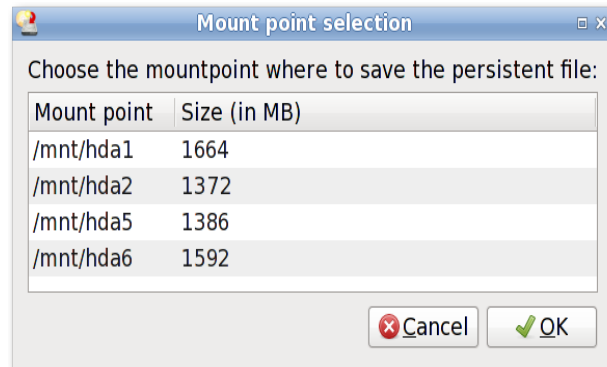 Mount point selection
Choose the mountpoint where to save the persistent file:
Mount point Size (in MB)
/mnt/hda1 1664
/mnt/hda2 1372
/mnt/hda5 1386
/mnt/hda6 1592
Cancel OK